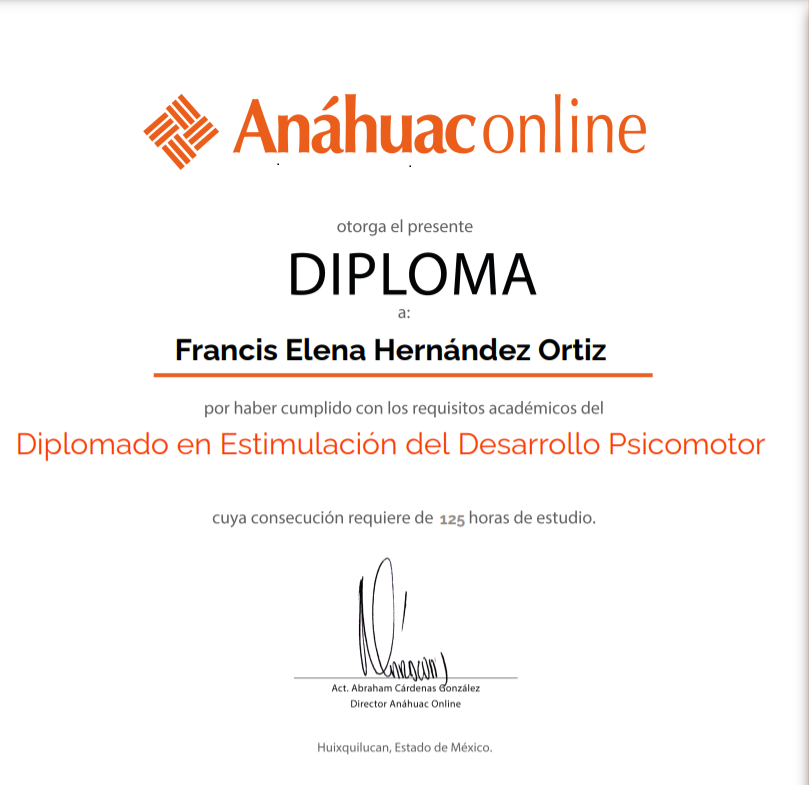 Anáhuac online
otorga el presente
DIPLOMA
a:
Francis Elena Hernández Ortiz
por haber cumplido con los requisitos académicos del
Diplomado en Estimulación del Desarrollo Psicomotor
cuya consecución requiere de 125 horas de estudio.
Act. Abraham Cárdenas González
Director Anáhuac Online
Huixquilucan, Estado de México.